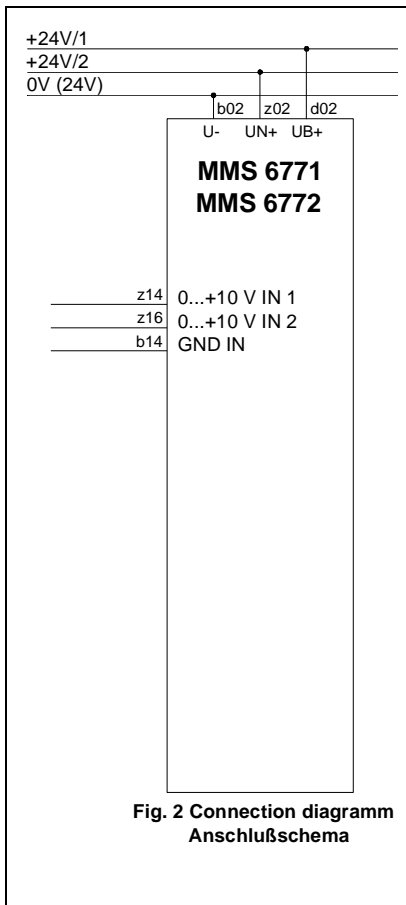 +24V/1
+24V/2
0V (24V)
b02 z02 d02
U- UN+ UB+
MMS 6771
MMS 6772
z14 0...+10 V IN 1
z16 0...+10 V IN 2
b14 GND IN
Fig. 2 Connection diagramm
Anschlußschema